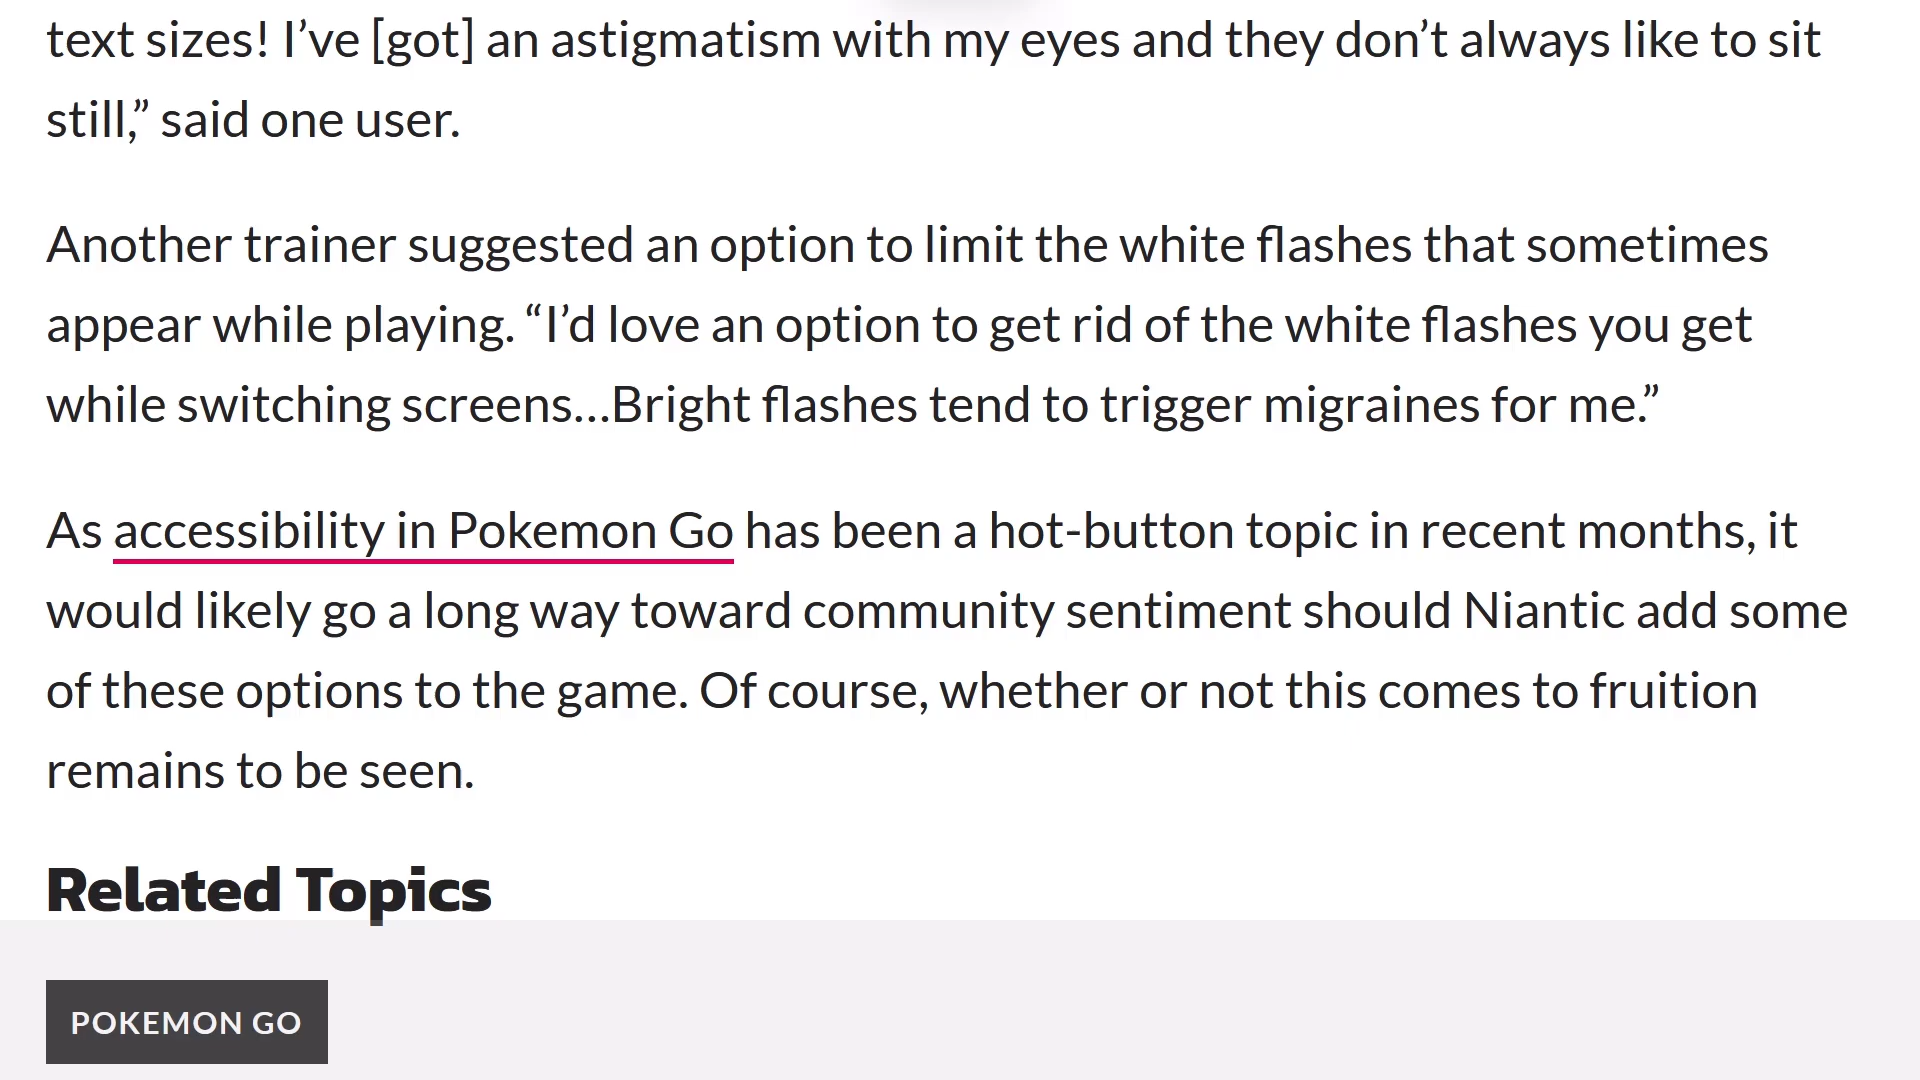 text sizes! I’ve [got] an astigmatism with my eyes and they don’t always like to sit
still,” said one user.
Another trainer suggested an option to limit the white flashes that sometimes
appear while playing. “I’d love an option to get rid of the white flashes you get
while switching screens…Bright flashes tend to trigger migraines for me.”
As accessibility in Pokemon Go has been a hot-button topic in recent months, it
would likely go a long way toward community sentiment should Niantic add some
of these options to the game. Of course, whether or not this comes to fruition
remains to be seen.
Related Topics
POKEMON GO